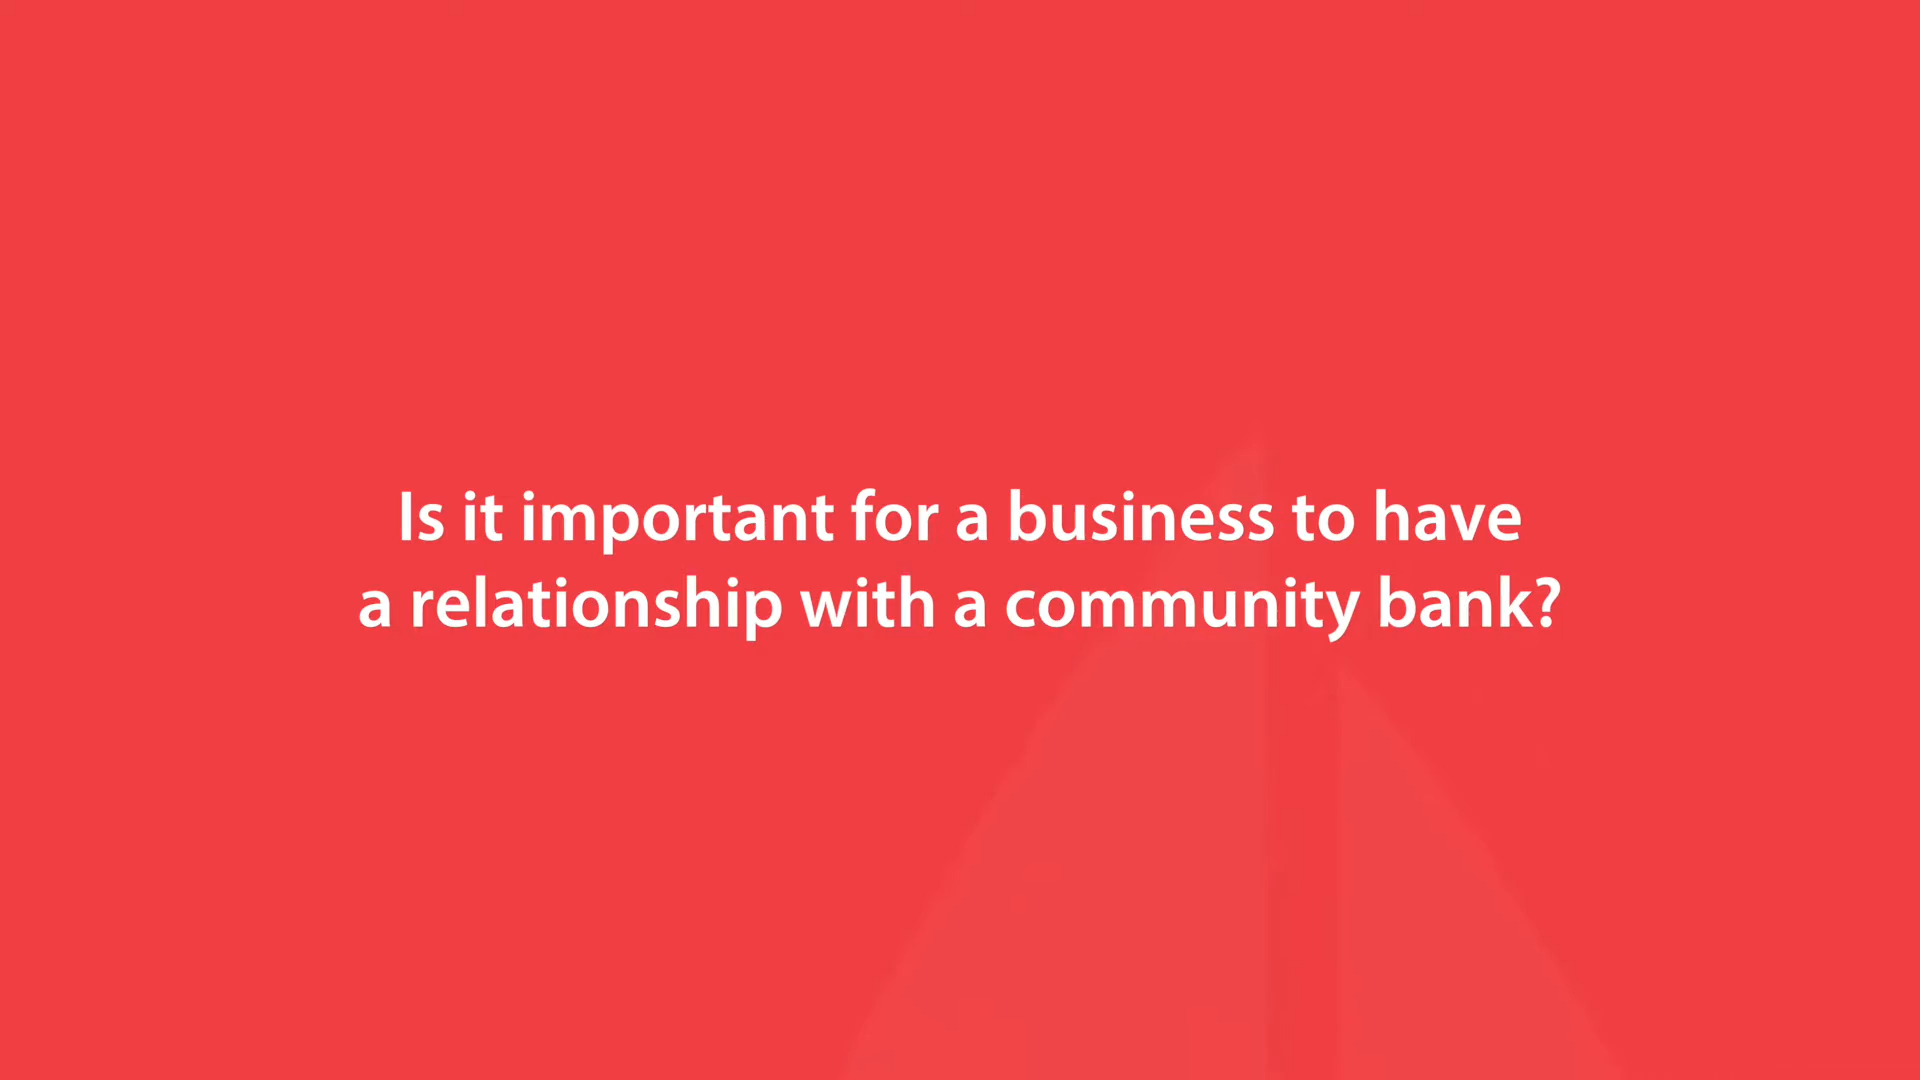 Is it important for a business to have
a relationship with a community bank?